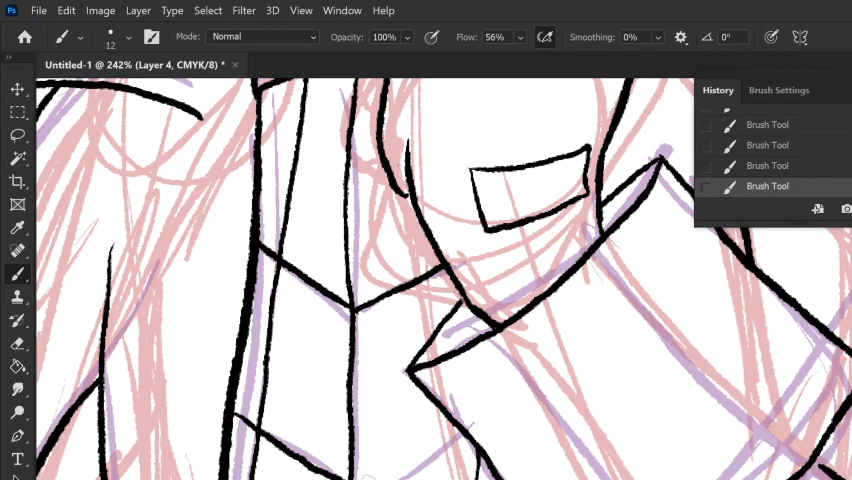 Ps File Edit Image Layer Type Select Filter 3D View Window Help
12 Mode: Normal Opacity: 100% Flow: 56% Smoothing: 0% 0°
Untitled-1 @ 242% (Layer 4, CMYK/8) * ×
History Brush Settings
Brush Tool
Brush Tool
Brush Tool
Brush Tool